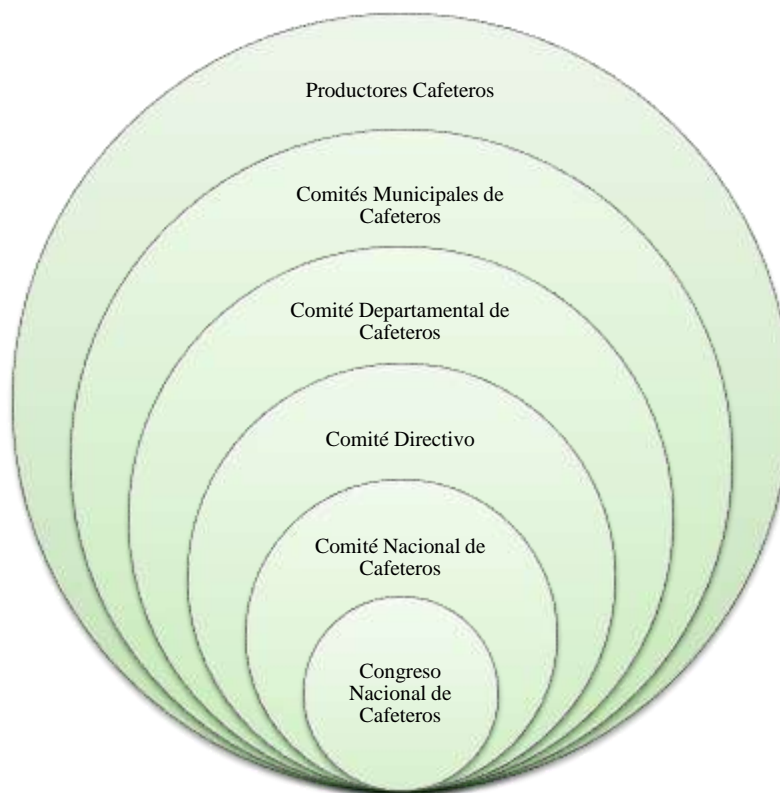 Productores Cafeteros
Comités Municipales de
Cafeteros
Comité Departamental de
Cafeteros
Comité Directivo
Comité Nacional de
Cafeteros
Congreso
Nacional de
Cafeteros